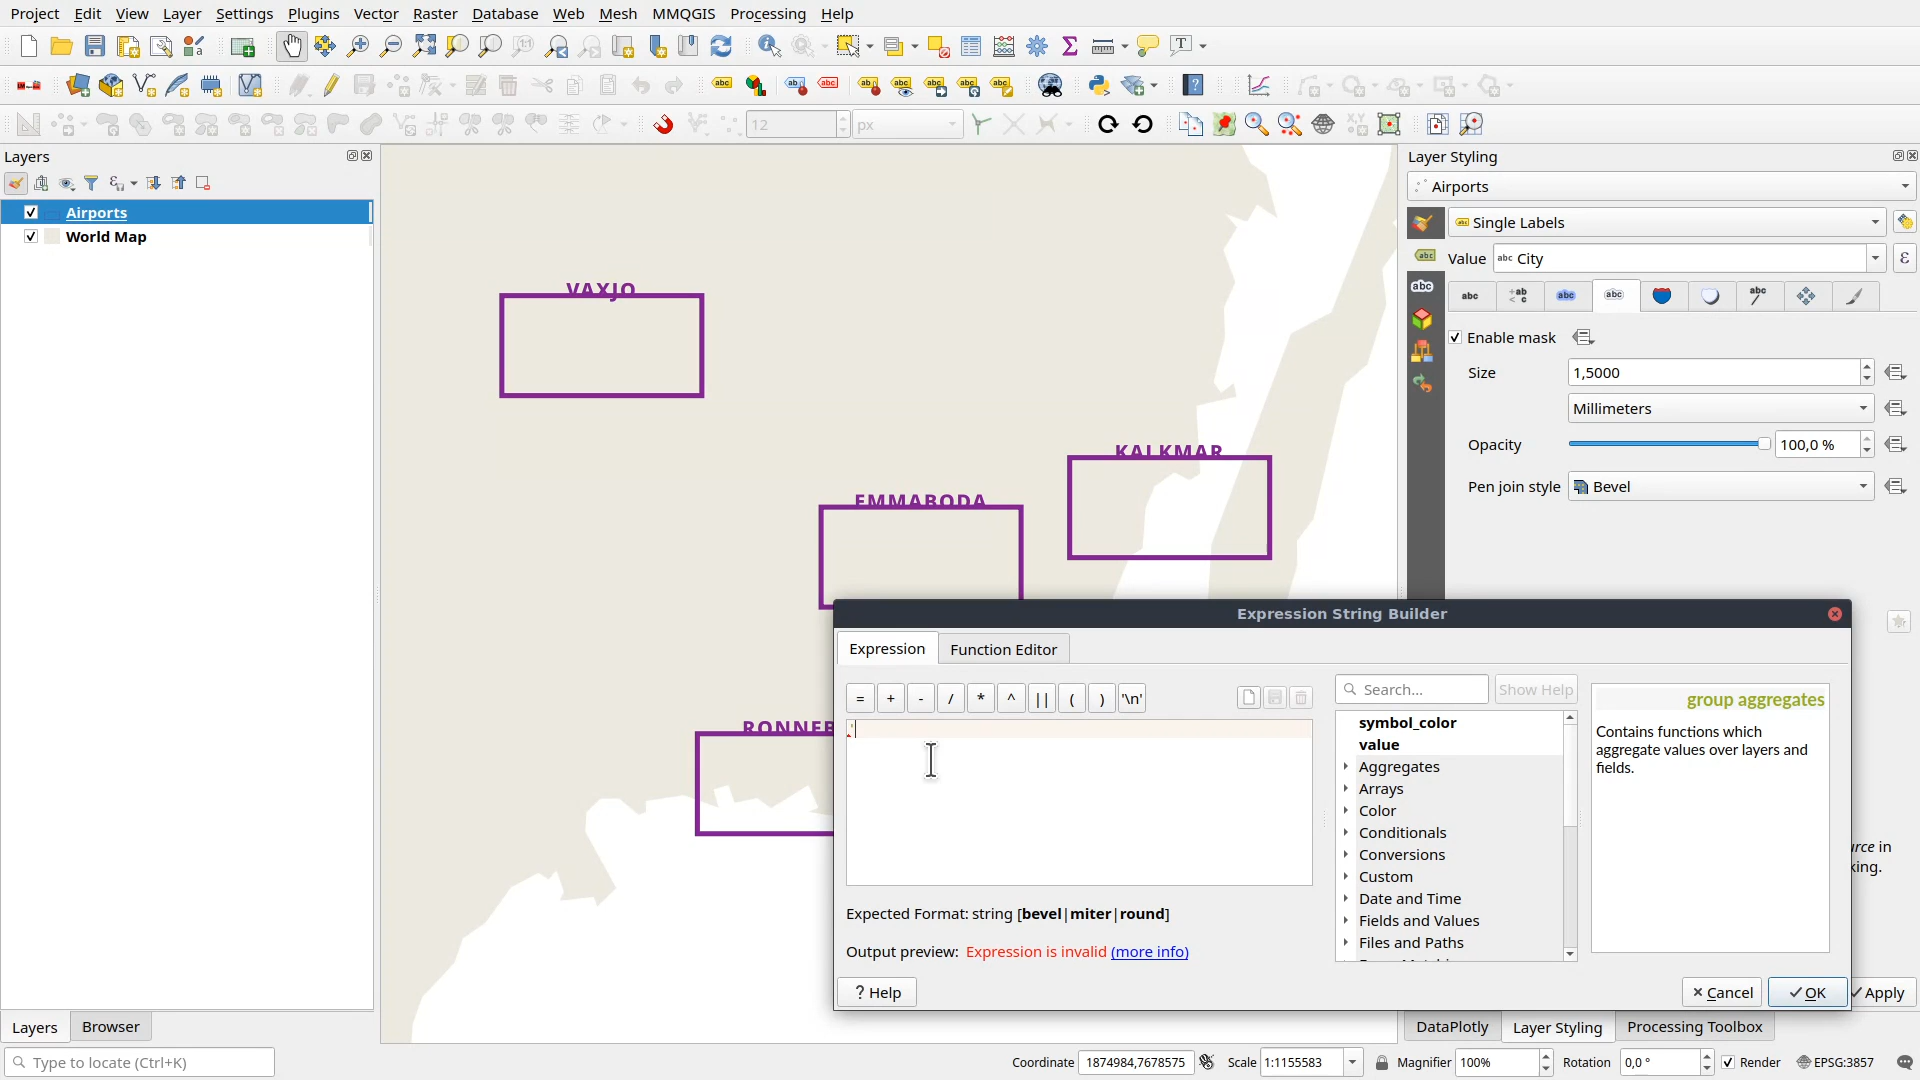 Project Edit View Layer Settings Plugins Vector Raster Database Web Mesh MMQGIS Processing Help
12 px
Layers
Layer Styling
Airports
World Map
Airports
Single Labels
Value abc City
Enable mask
Size 1,5000
Millimeters
Opacity 100,0 %
Pen join style Bevel
VAXJO
KALKMAR
EMMABODA
RONNEB
Expression String Builder
Expression Function Editor
= + - / * ^ || ( ) '\n'
Search... Show Help
'
symbol_color
value
Aggregates
Arrays
Color
Conditionals
Conversions
Custom
Date and Time
Fields and Values
Files and Paths
group aggregates
Contains functions which
aggregate values over layers and
fields.
Expected Format: string [bevel|miter|round]
Output preview: Expression is invalid (more info)
? Help Cancel OK Apply
in
king.
Layers Browser
DataPlotly Layer Styling Processing Toolbox
Type to locate (Ctrl+K)
Coordinate 1874984,7678575 Scale 1:1155583 Magnifier 100% Rotation 0,0 ° Render EPSG:3857